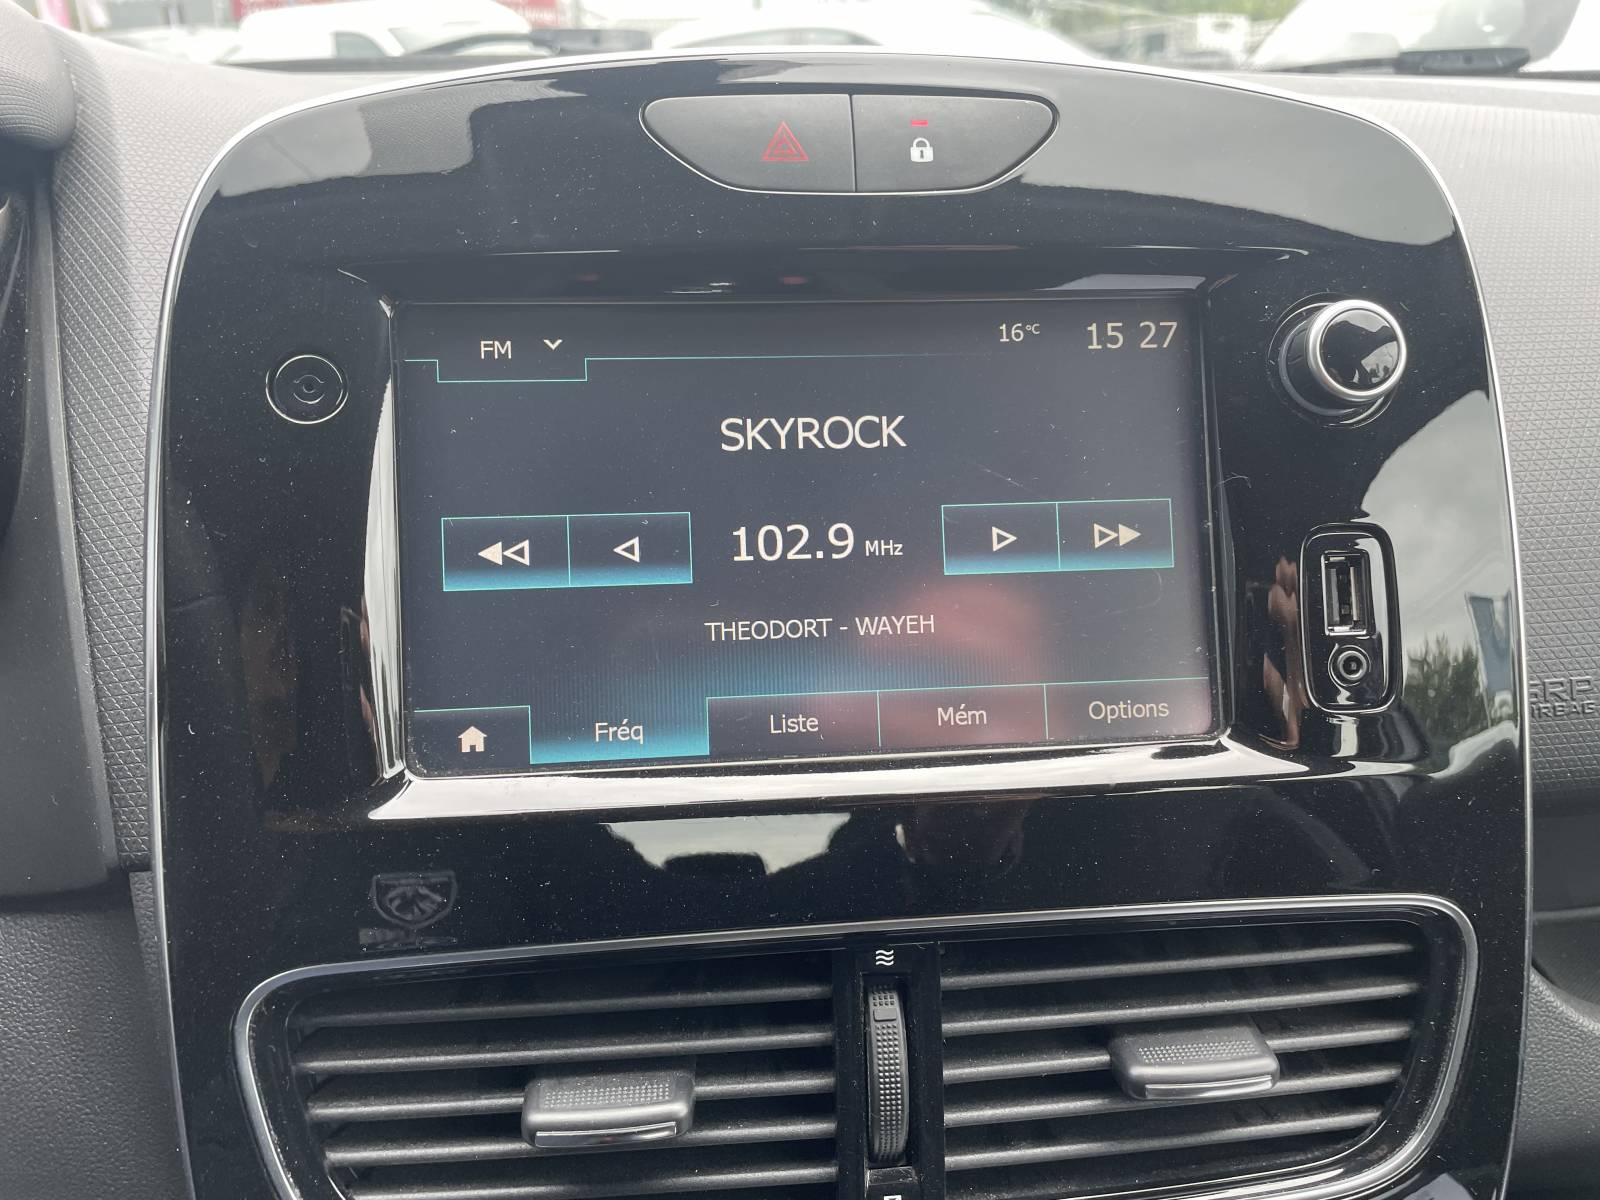 FM
16°C 15 27
SKYROCK
102.9 MHz
THEODORT - WAYEH
Fréq Liste Mém Options